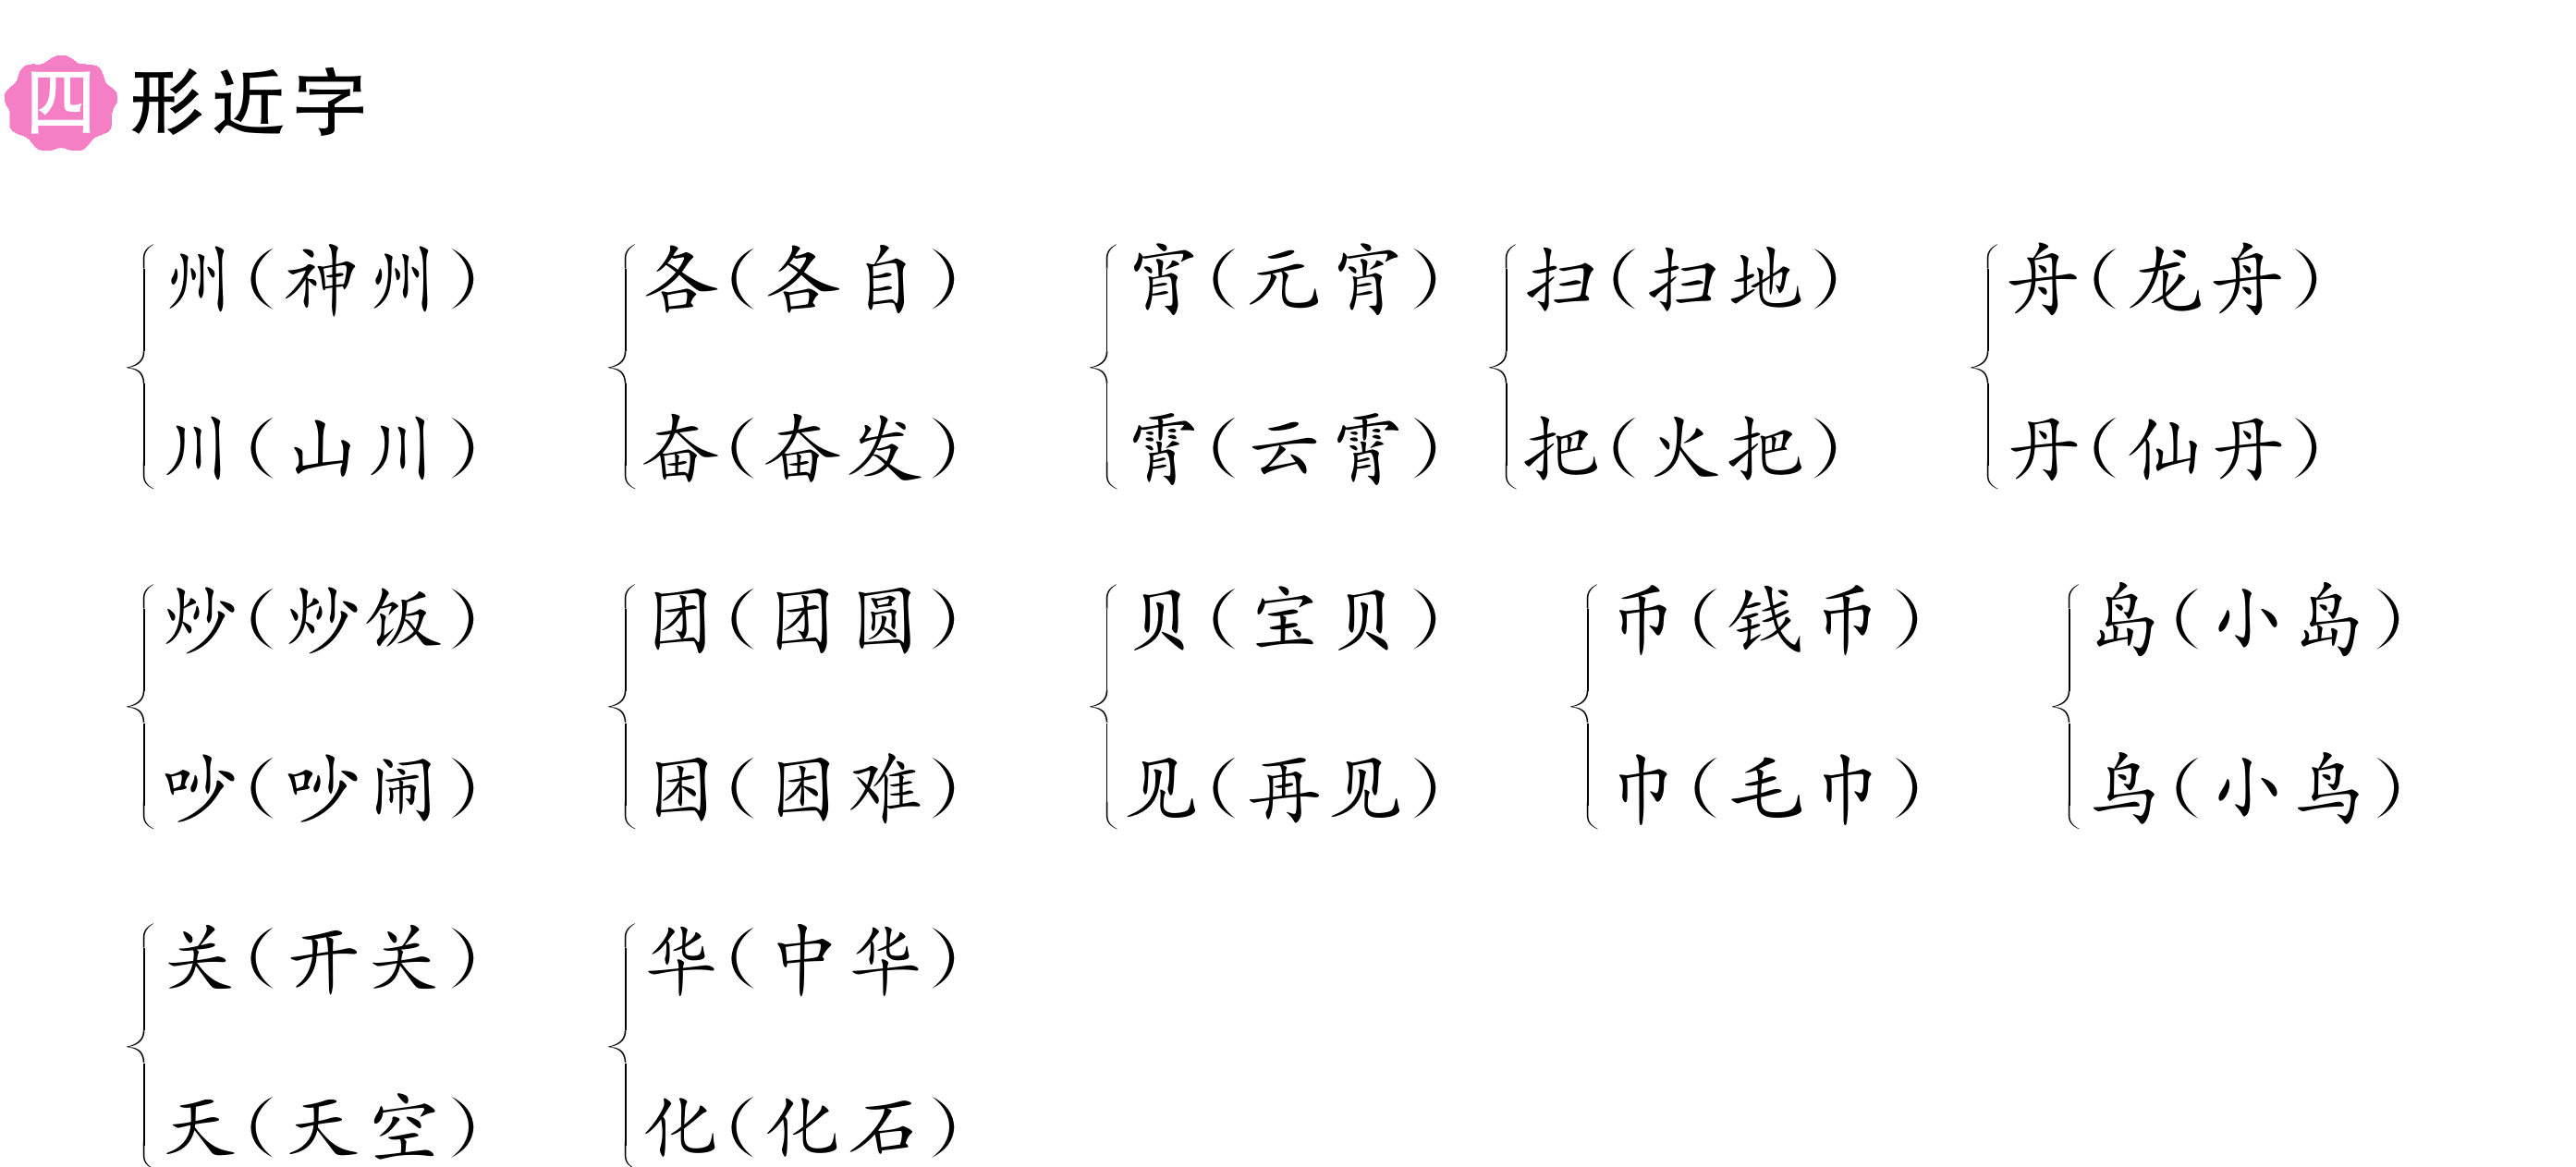 四 形近字
州(神州) 各(各自) 宵(元宵) 扫(扫地) 舟(龙舟)
川(山川) 奋(奋发) 霄(云霄) 把(火把) 丹(仙丹)
炒(炒饭) 团(团圆) 贝(宝贝) 币(钱币) 岛(小岛)
吵(吵闹) 困(困难) 见(再见) 巾(毛巾) 鸟(小鸟)
关(开关) 华(中华)
天(天空) 化(化石)